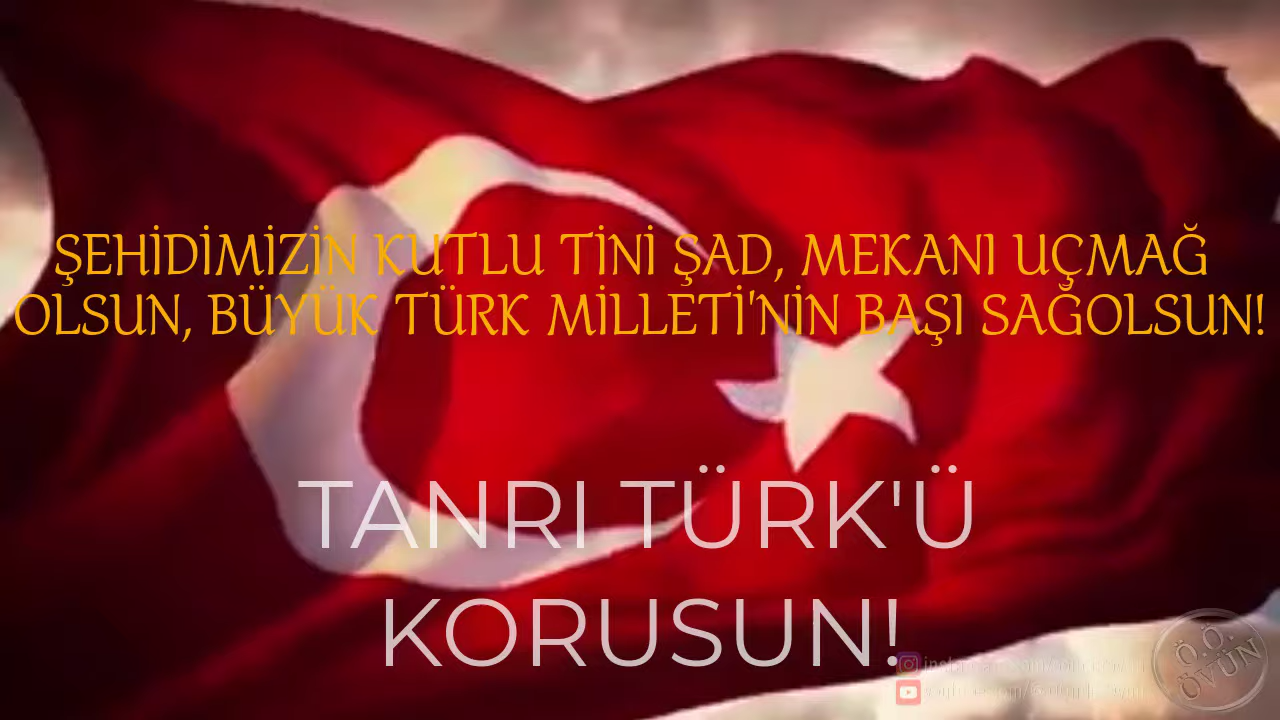 ŞEHİDİMİZİN KUTLU TİNİ ŞAD, MEKANI UÇMAĞ
OLSUN, BÜYÜK TÜRK MİLLETİ'NİN BAŞI SAĞOLSUN!
TANRI TÜRK'Ü
KORUSUN!
Ö.Ö.
ÖVÜN